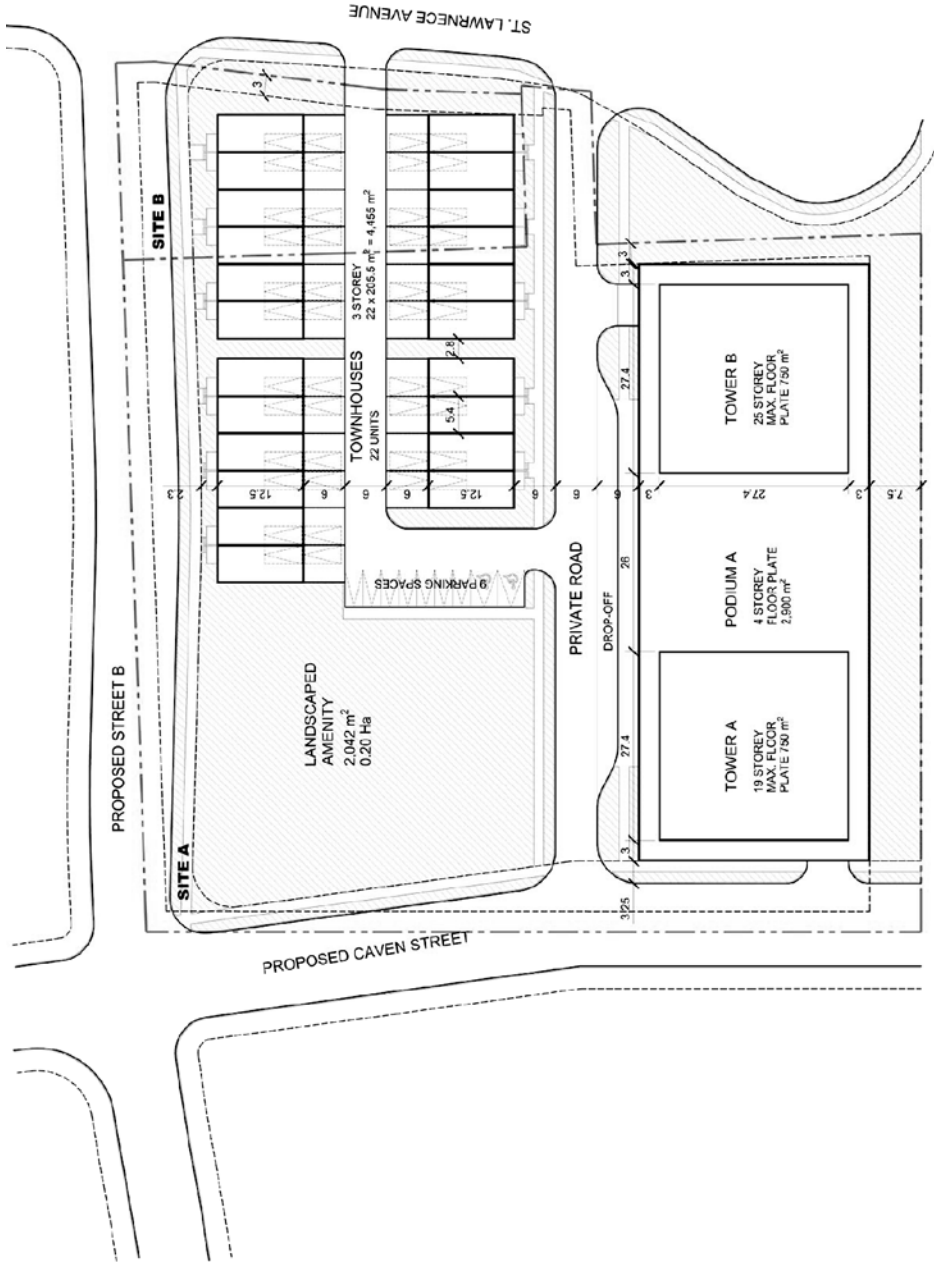 ST. LAWRNECE AVENUE
SITE B
3
3 STOREY
22 x 205.5 m² = 4,455 m²
TOWNHOUSES
22 UNITS
2.8
5.4
2.3
12.5
6
6
6
12.5
6
6
6
3
27.4
3
7.5
9 PARKING SPACES
PROPOSED STREET B
LANDSCAPED
AMENITY
2,042 m²
0.20 Ha
SITE A
PROPOSED CAVEN STREET
PRIVATE ROAD
DROP-OFF
3
3
27.4
26
27.4
3
3.25
TOWER B
25 STOREY
MAX. FLOOR
PLATE 750 m²
PODIUM A
4 STOREY
FLOOR PLATE
2,900 m²
TOWER A
19 STOREY
MAX. FLOOR
PLATE 750 m²